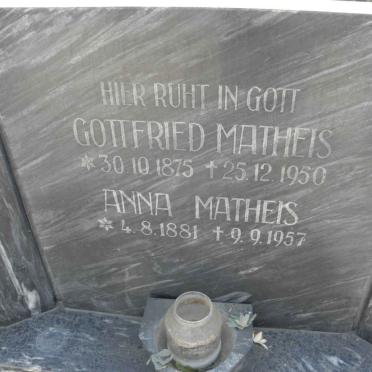 HIER RUHT IN GOTT
GOTTFRIED MATHEIS
* 30.10.1875 † 25.12.1950
ANNA MATHEIS
* 4.8.1881 † 9.9.1957